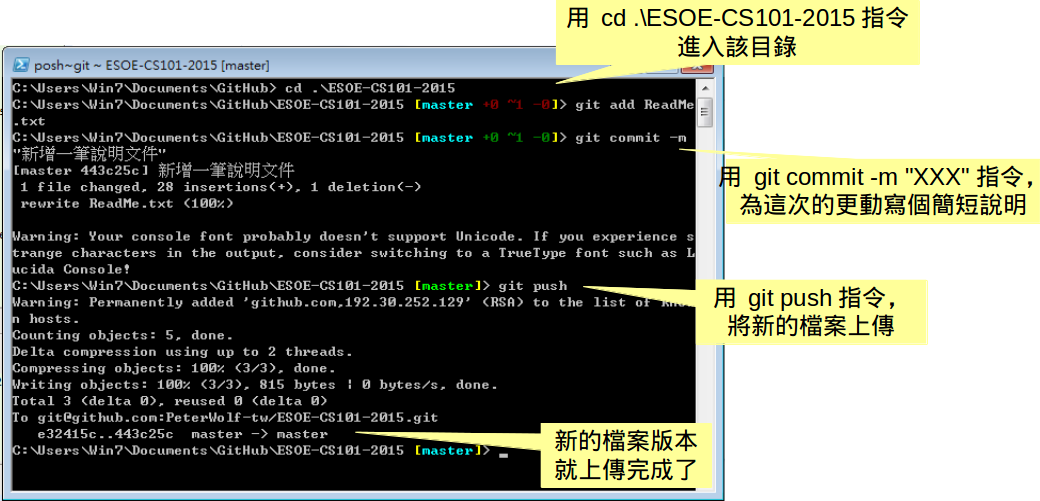 用 cd .\ESOE-CS101-2015 指令
進入該目錄
posh~git ~ ESOE-CS101-2015 [master]
C:\Users\Win7\Documents\GitHub> cd .\ESOE-CS101-2015
C:\Users\Win7\Documents\GitHub\ESOE-CS101-2015 [master +0 ~1 -0]> git add ReadMe
.txt
C:\Users\Win7\Documents\GitHub\ESOE-CS101-2015 [master +0 ~1 -0]> git commit -m
"新增一筆說明文件"
[master 443c25c] 新增一筆說明文件
1 file changed, 28 insertions(+), 1 deletion(-)
rewrite ReadMe.txt (100%)
用 git commit -m "XXX" 指令，
為這次的更動寫個簡短說明
Warning: Your console font probably doesn't support Unicode. If you experience s
trange characters in the output, consider switching to a TrueType font such as L
ucida Console!
C:\Users\Win7\Documents\GitHub\ESOE-CS101-2015 [master]> git push
Warning: Permanently added 'github.com,192.30.252.129' (RSA) to the list of know
n hosts.
用 git push 指令，
將新的檔案上傳
Counting objects: 5, done.
Delta compression using up to 2 threads.
Compressing objects: 100% (3/3), done.
Writing objects: 100% (3/3), 815 bytes | 0 bytes/s, done.
Total 3 (delta 0), reused 0 (delta 0)
To git@github.com:PeterWolf-tw/ESOE-CS101-2015.git
e32415c..443c25c master -> master
C:\Users\Win7\Documents\GitHub\ESOE-CS101-2015 [master]> _
新的檔案版本
就上傳完成了